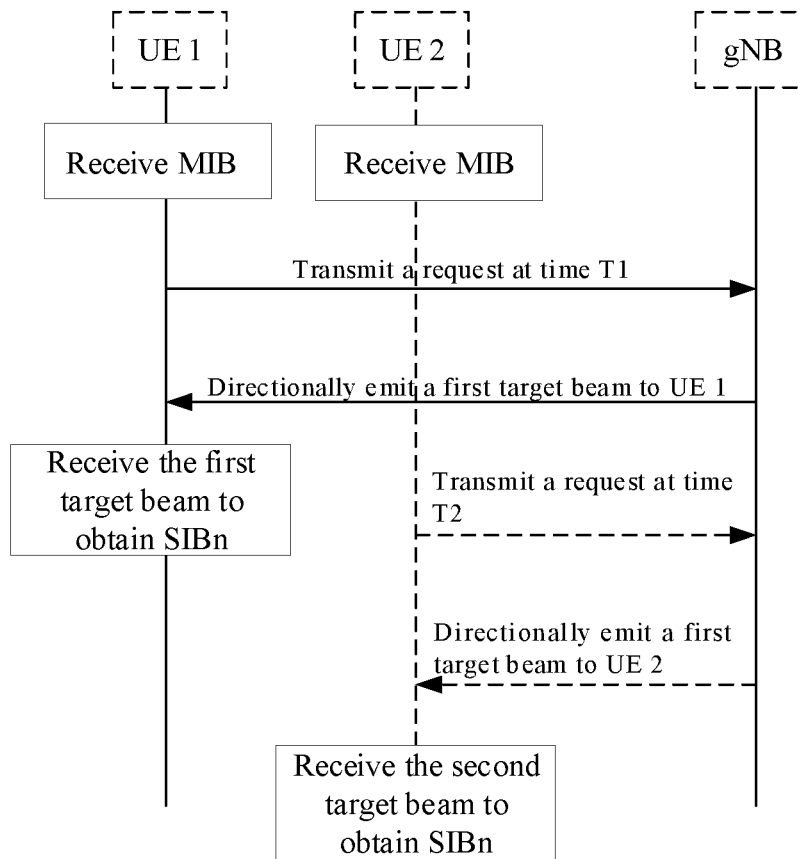 UE 1
UE 2
gNB
Receive MIB
Receive MIB
Transmit a request at time T1
Directionally emit a first target beam to UE 1
Receive the first
target beam to
obtain SIBn
Transmit a request at time
T2
Directionally emit a first
target beam to UE 2
Receive the second
target beam to
obtain SIBn